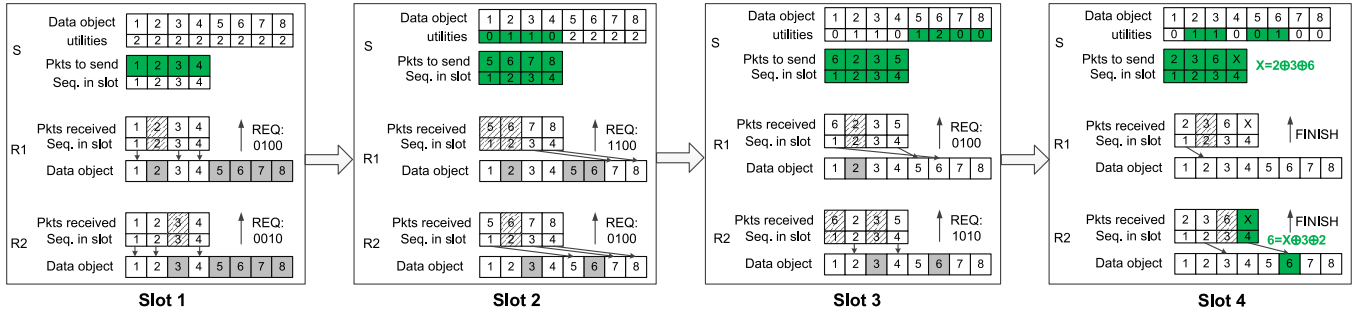 S
Data object 1 2 3 4 5 6 7 8
utilities 2 2 2 2 2 2 2 2
Pkts to send 1 2 3 4
Seq. in slot 1 2 3 4
R1
Pkts received 1 2 3 4
Seq. in slot 1 2 3 4
REQ:
0100
Data object 1 2 3 4 5 6 7 8
R2
Pkts received 1 2 3 4
Seq. in slot 1 2 3 4
REQ:
0010
Data object 1 2 3 4 5 6 7 8
Slot 1
S
Data object 1 2 3 4 5 6 7 8
utilities 0 1 1 0 2 2 2 2
Pkts to send 5 6 7 8
Seq. in slot 1 2 3 4
R1
Pkts received 5 6 7 8
Seq. in slot 1 2 3 4
REQ:
1100
Data object 1 2 3 4 5 6 7 8
R2
Pkts received 5 6 7 8
Seq. in slot 1 2 3 4
REQ:
0100
Data object 1 2 3 4 5 6 7 8
Slot 2
S
Data object 1 2 3 4 5 6 7 8
utilities 0 1 1 0 1 2 0 0
Pkts to send 6 2 3 5
Seq. in slot 1 2 3 4
R1
Pkts received 6 2 3 5
Seq. in slot 1 2 3 4
REQ:
0100
Data object 1 2 3 4 5 6 7 8
R2
Pkts received 6 2 3 5
Seq. in slot 1 2 3 4
REQ:
1010
Data object 1 2 3 4 5 6 7 8
Slot 3
S
Data object 1 2 3 4 5 6 7 8
utilities 0 1 1 0 0 1 0 0
Pkts to send 2 3 6 X
Seq. in slot 1 2 3 4
X=2⊕3⊕6
R1
Pkts received 2 3 6 X
Seq. in slot 1 2 3 4
FINISH
Data object 1 2 3 4 5 6 7 8
R2
Pkts received 2 3 6 X
Seq. in slot 1 2 3 4
FINISH
6=X⊕3⊕2
Data object 1 2 3 4 5 6 7 8
Slot 4